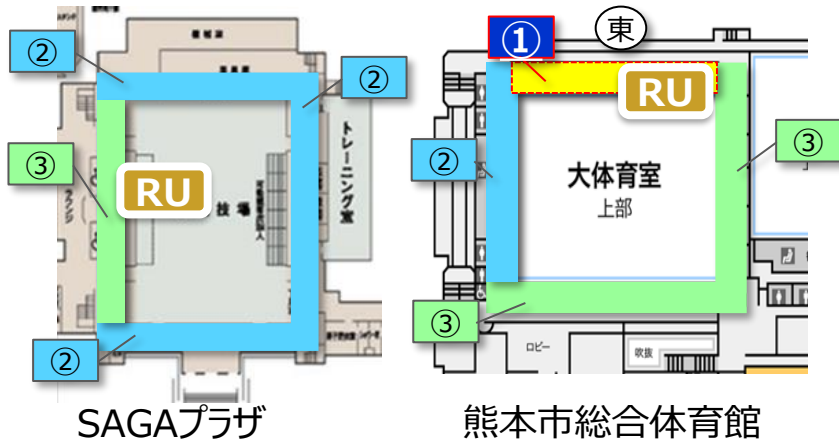 ②
②
③
RU
トレーニング室
技 場
②
SAGAプラザ
①
東
RU
②
③
大体育室
上部
③
ロビー
吹抜
熊本市総合体育館